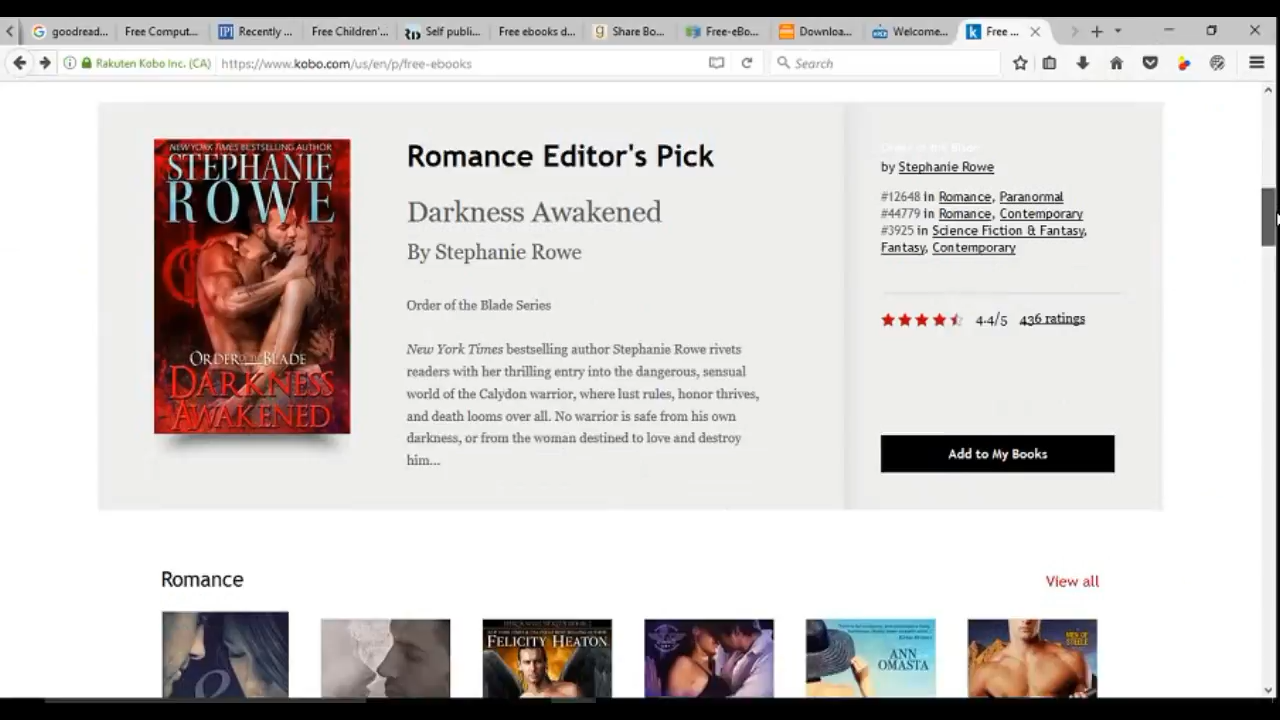 goodread...
Free Comput...
Recently ...
Free Children'...
Self publi...
Free ebooks d...
Share Bo...
Free-eBo...
Downloa...
Welcome...
Free ...
Rakuten Kobo Inc. (CA)
https://www.kobo.com/us/en/p/free-ebooks
Search
NEW YORK TIMES BESTSELLING AUTHOR
STEPHANIE
ROWE
ORDER OF THE BLADE
DARKNESS
AWAKENED
Romance Editor's Pick
Darkness Awakened
By Stephanie Rowe
Order of the Blade Series
New York Times bestselling author Stephanie Rowe rivets
readers with her thrilling entry into the dangerous, sensual
world of the Calydon warrior, where lust rules, honor thrives,
and death looms over all. No warrior is safe from his own
darkness, or from the woman destined to love and destroy
him...
Order of the Blade
by Stephanie Rowe
#12648 in Romance, Paranormal
#44779 in Romance, Contemporary
#3925 in Science Fiction & Fantasy,
Fantasy, Contemporary
4.4/5 436 ratings
Add to My Books
Romance
View all
FELICITY HEATON
ANN
OMASTA
MEN OF
STEELE